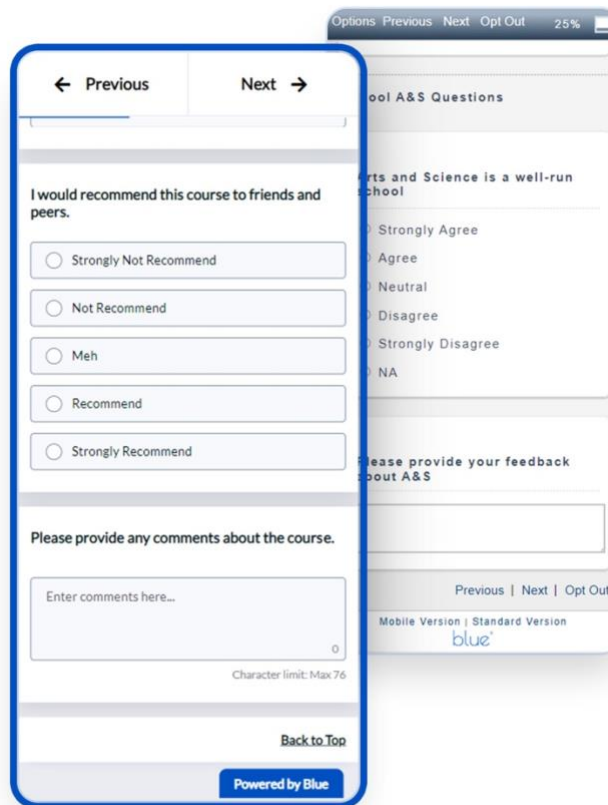 Options Previous Next Opt Out 25%
ool A&S Questions
rts and Science is a well-run
chool
Strongly Agree
Agree
Neutral
Disagree
Strongly Disagree
NA
lease provide your feedback
bout A&S
Previous | Next | Opt Out
Mobile Version | Standard Version
blue
← Previous Next →
I would recommend this course to friends and
peers.
Strongly Not Recommend
Not Recommend
Meh
Recommend
Strongly Recommend
Please provide any comments about the course.
Enter comments here...
0
Character limit: Max 76
Back to Top
Powered by Blue